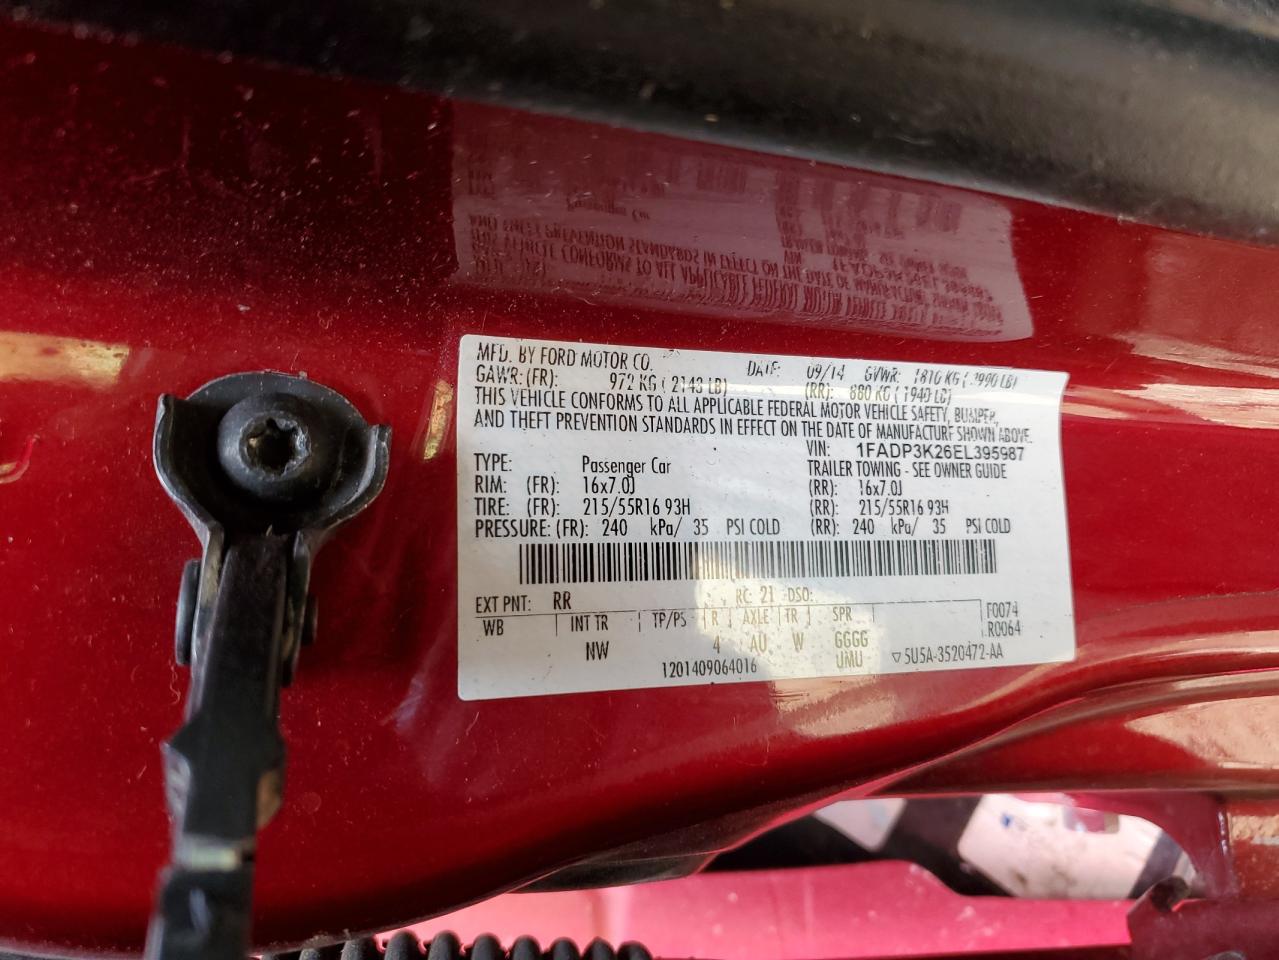 MFD. BY FORD MOTOR CO. DATE: 09/14 GVWR: 1810 KG ( 3990 LB)
GAWR: (FR): 972 KG ( 2143 LB) (RR): 880 KG ( 1940 LB)
THIS VEHICLE CONFORMS TO ALL APPLICABLE FEDERAL MOTOR VEHICLE SAFETY, BUMPER,
AND THEFT PREVENTION STANDARDS IN EFFECT ON THE DATE OF MANUFACTURE SHOWN ABOVE.
VIN: 1FADP3K26EL395987
TYPE: Passenger Car TRAILER TOWING - SEE OWNER GUIDE
RIM: (FR): 16x7.0J (RR): 16x7.0J
TIRE: (FR): 215/55R16 93H (RR): 215/55R16 93H
PRESSURE: (FR): 240 kPa/ 35 PSI COLD (RR): 240 kPa/ 35 PSI COLD
EXT PNT: RR RC: 21 DSO: F0074
WB INT TR TP/PS R AXLE TR SPR R0064
NW 4 AU W GGGG
1201409064016 UMU ▽5U5A-3520472-AA